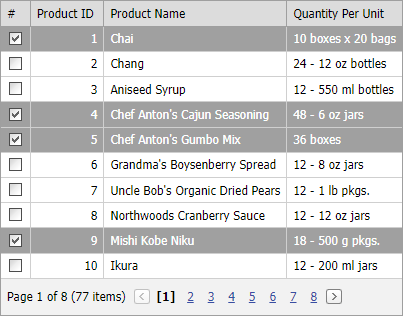 # Product ID Product Name Quantity Per Unit
1 Chai 10 boxes x 20 bags
2 Chang 24 - 12 oz bottles
3 Aniseed Syrup 12 - 550 ml bottles
4 Chef Anton's Cajun Seasoning 48 - 6 oz jars
5 Chef Anton's Gumbo Mix 36 boxes
6 Grandma's Boysenberry Spread 12 - 8 oz jars
7 Uncle Bob's Organic Dried Pears 12 - 1 lb pkgs.
8 Northwoods Cranberry Sauce 12 - 12 oz jars
9 Mishi Kobe Niku 18 - 500 g pkgs.
10 Ikura 12 - 200 ml jars
Page 1 of 8 (77 items) [1] 2 3 4 5 6 7 8